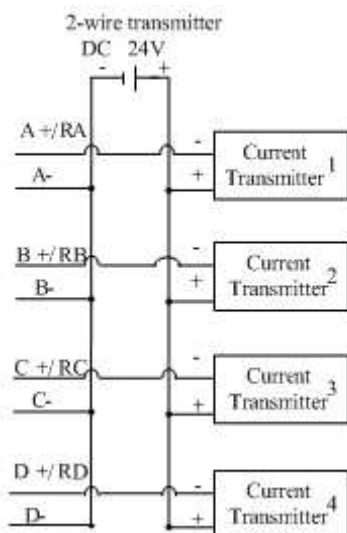 2-wire transmitter
DC 24V
- +
A +/RA
-
Current
Transmitter 1
A-
+
B +/RB
-
Current
Transmitter 2
B-
+
C +/RC
-
Current
Transmitter 3
C-
+
D +/RD
-
Current
Transmitter 4
D-
+